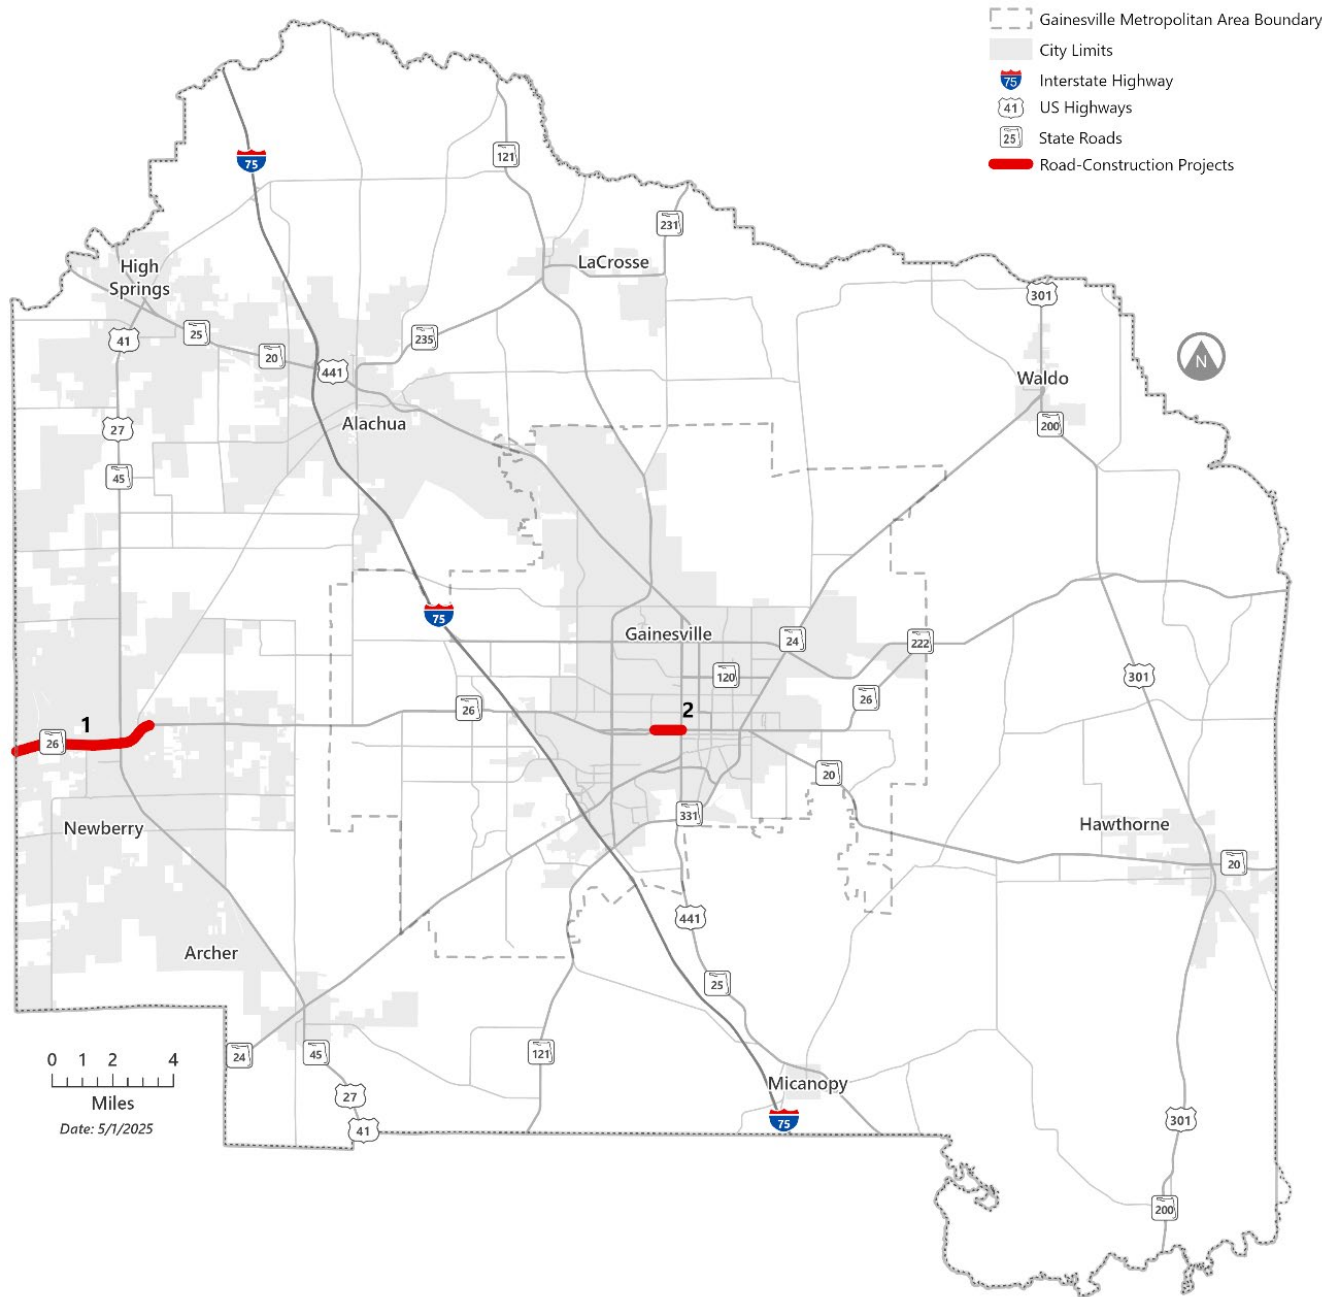 Gainesville Metropolitan Area Boundary
City Limits
75
Interstate Highway
41
US Highways
25
State Roads
Road-Construction Projects
75
121
231
LaCrosse
High
Springs
301
25
41
235
20
441
Waldo
Alachua
200
27
45
75
Gainesville
24
222
120
301
26
26
2
1
26
20
331
Newberry
Hawthorne
20
441
Archer
25
0 1 2 4
Miles
Date: 5/1/2025
24
45
121
27
Micanopy
75
41
301
200
N